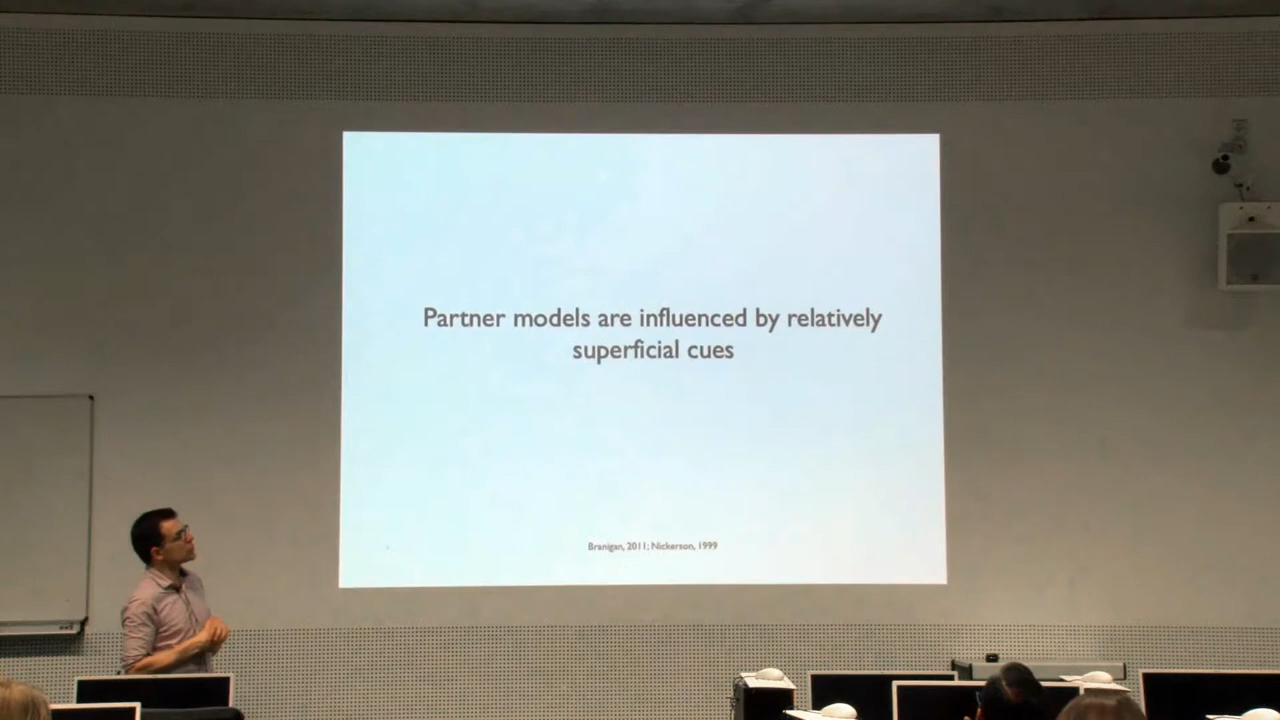 Partner models are influenced by relatively
superficial cues
Branigan, 2011; Nickerson, 1999